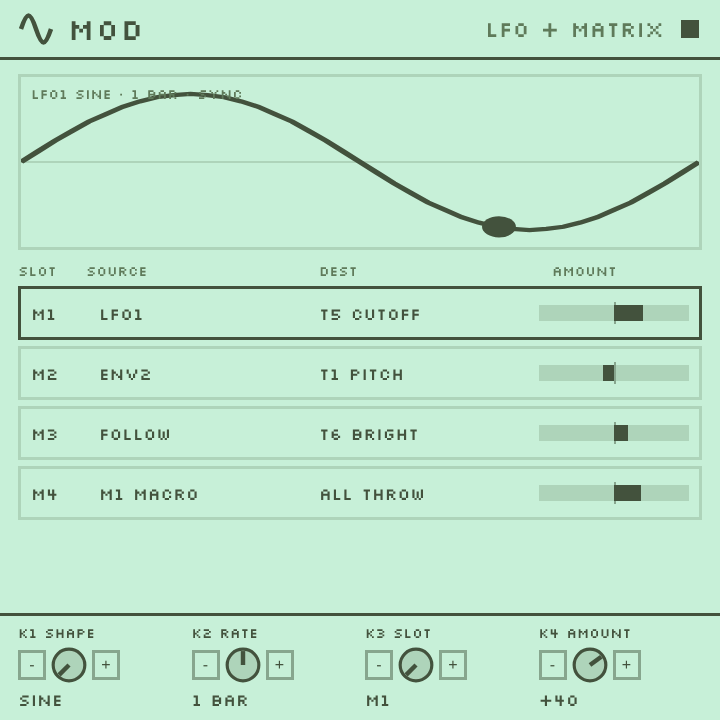 MOD
LFO + MATRIX
LFO1 SINE · 1 BAR · SYNC
SLOT SOURCE DEST AMOUNT
M1 LFO1 T5 CUTOFF
M2 ENV2 T1 PITCH
M3 FOLLOW T6 BRIGHT
M4 M1 MACRO ALL THROW
K1 SHAPE K2 RATE K3 SLOT K4 AMOUNT
- + - + - + - +
SINE 1 BAR M1 +40